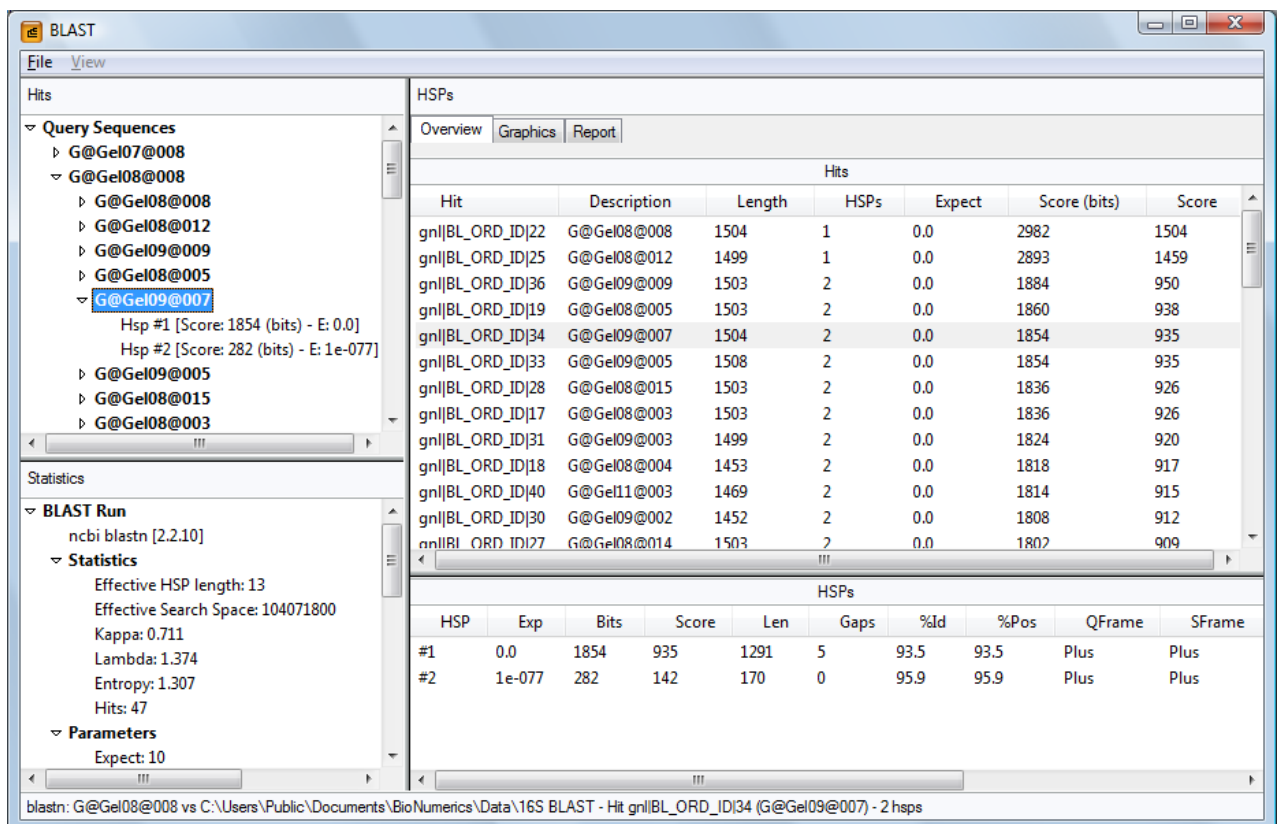 BLAST
File View
Hits
Query Sequences
G@Gel07@008
G@Gel08@008
G@Gel08@008
G@Gel08@012
G@Gel09@009
G@Gel08@005
G@Gel09@007
Hsp #1 [Score: 1854 (bits) - E: 0.0]
Hsp #2 [Score: 282 (bits) - E: 1e-077]
G@Gel09@005
G@Gel08@015
G@Gel08@003
Statistics
BLAST Run
ncbi blastn [2.2.10]
Statistics
Effective HSP length: 13
Effective Search Space: 104071800
Kappa: 0.711
Lambda: 1.374
Entropy: 1.307
Hits: 47
Parameters
Expect: 10
HSPs
Overview Graphics Report
Hits
Hit Description Length HSPs Expect Score (bits) Score
gnl|BL_ORD_ID|22 G@Gel08@008 1504 1 0.0 2982 1504
gnl|BL_ORD_ID|25 G@Gel08@012 1499 1 0.0 2893 1459
gnl|BL_ORD_ID|36 G@Gel09@009 1503 2 0.0 1884 950
gnl|BL_ORD_ID|19 G@Gel08@005 1503 2 0.0 1860 938
gnl|BL_ORD_ID|34 G@Gel09@007 1504 2 0.0 1854 935
gnl|BL_ORD_ID|33 G@Gel09@005 1508 2 0.0 1854 935
gnl|BL_ORD_ID|28 G@Gel08@015 1503 2 0.0 1836 926
gnl|BL_ORD_ID|17 G@Gel08@003 1503 2 0.0 1836 926
gnl|BL_ORD_ID|31 G@Gel09@003 1499 2 0.0 1824 920
gnl|BL_ORD_ID|18 G@Gel08@004 1453 2 0.0 1818 917
gnl|BL_ORD_ID|40 G@Gel11@003 1469 2 0.0 1814 915
gnl|BL_ORD_ID|30 G@Gel09@002 1452 2 0.0 1808 912
gnl|BL_ORD_ID|27 G@Gel08@014 1503 2 0.0 1802 909
HSPs
HSP Exp Bits Score Len Gaps %Id %Pos QFrame SFrame
#1 0.0 1854 935 1291 5 93.5 93.5 Plus Plus
#2 1e-077 282 142 170 0 95.9 95.9 Plus Plus
blastn: G@Gel08@008 vs C:\Users\Public\Documents\BioNumerics\Data\16S BLAST - Hit gnl|BL_ORD_ID|34 (G@Gel09@007) - 2 hsps